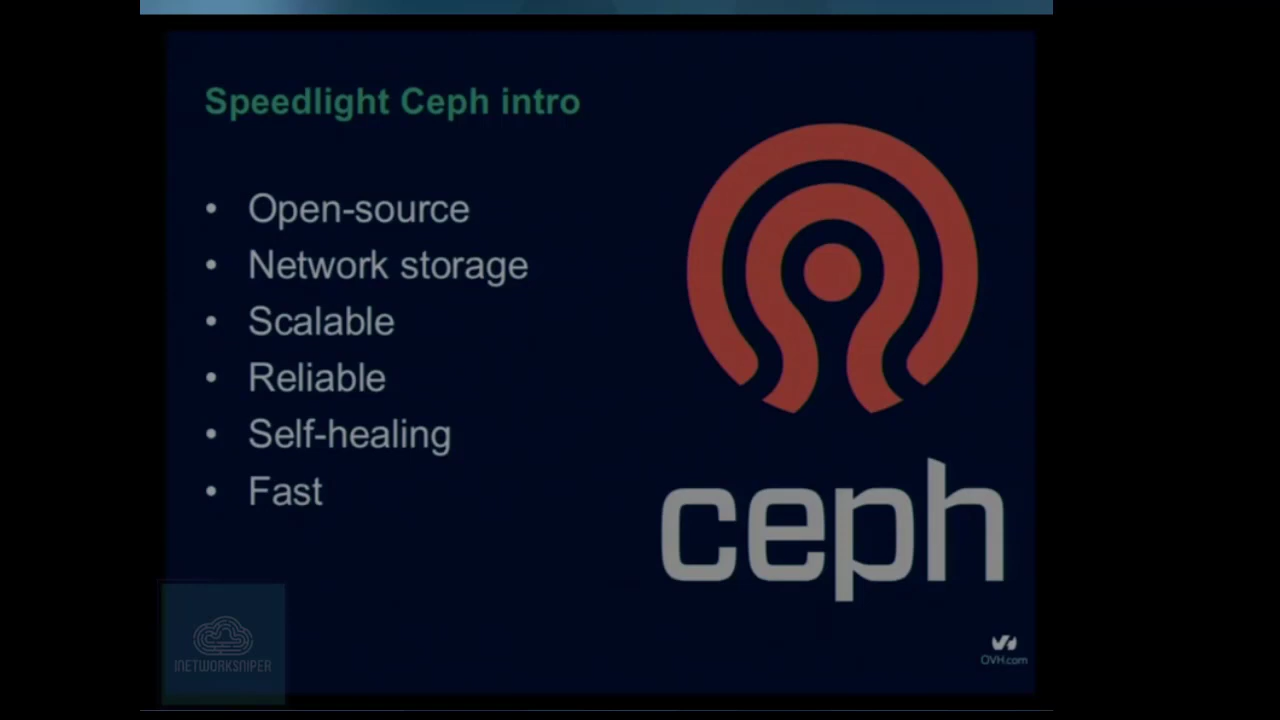 Speedlight Ceph intro
• Open-source
• Network storage
• Scalable
• Reliable
• Self-healing
• Fast
ceph
OVH.com
INETWORKSNIPER